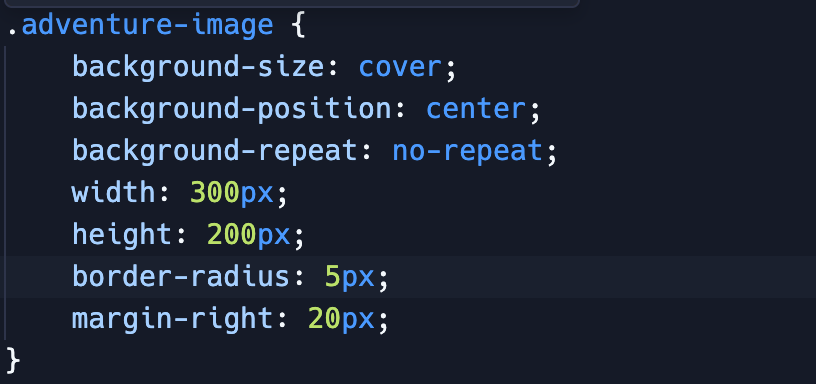 .adventure-image {
    background-size: cover;
    background-position: center;
    background-repeat: no-repeat;
    width: 300px;
    height: 200px;
    border-radius: 5px;
    margin-right: 20px;
}